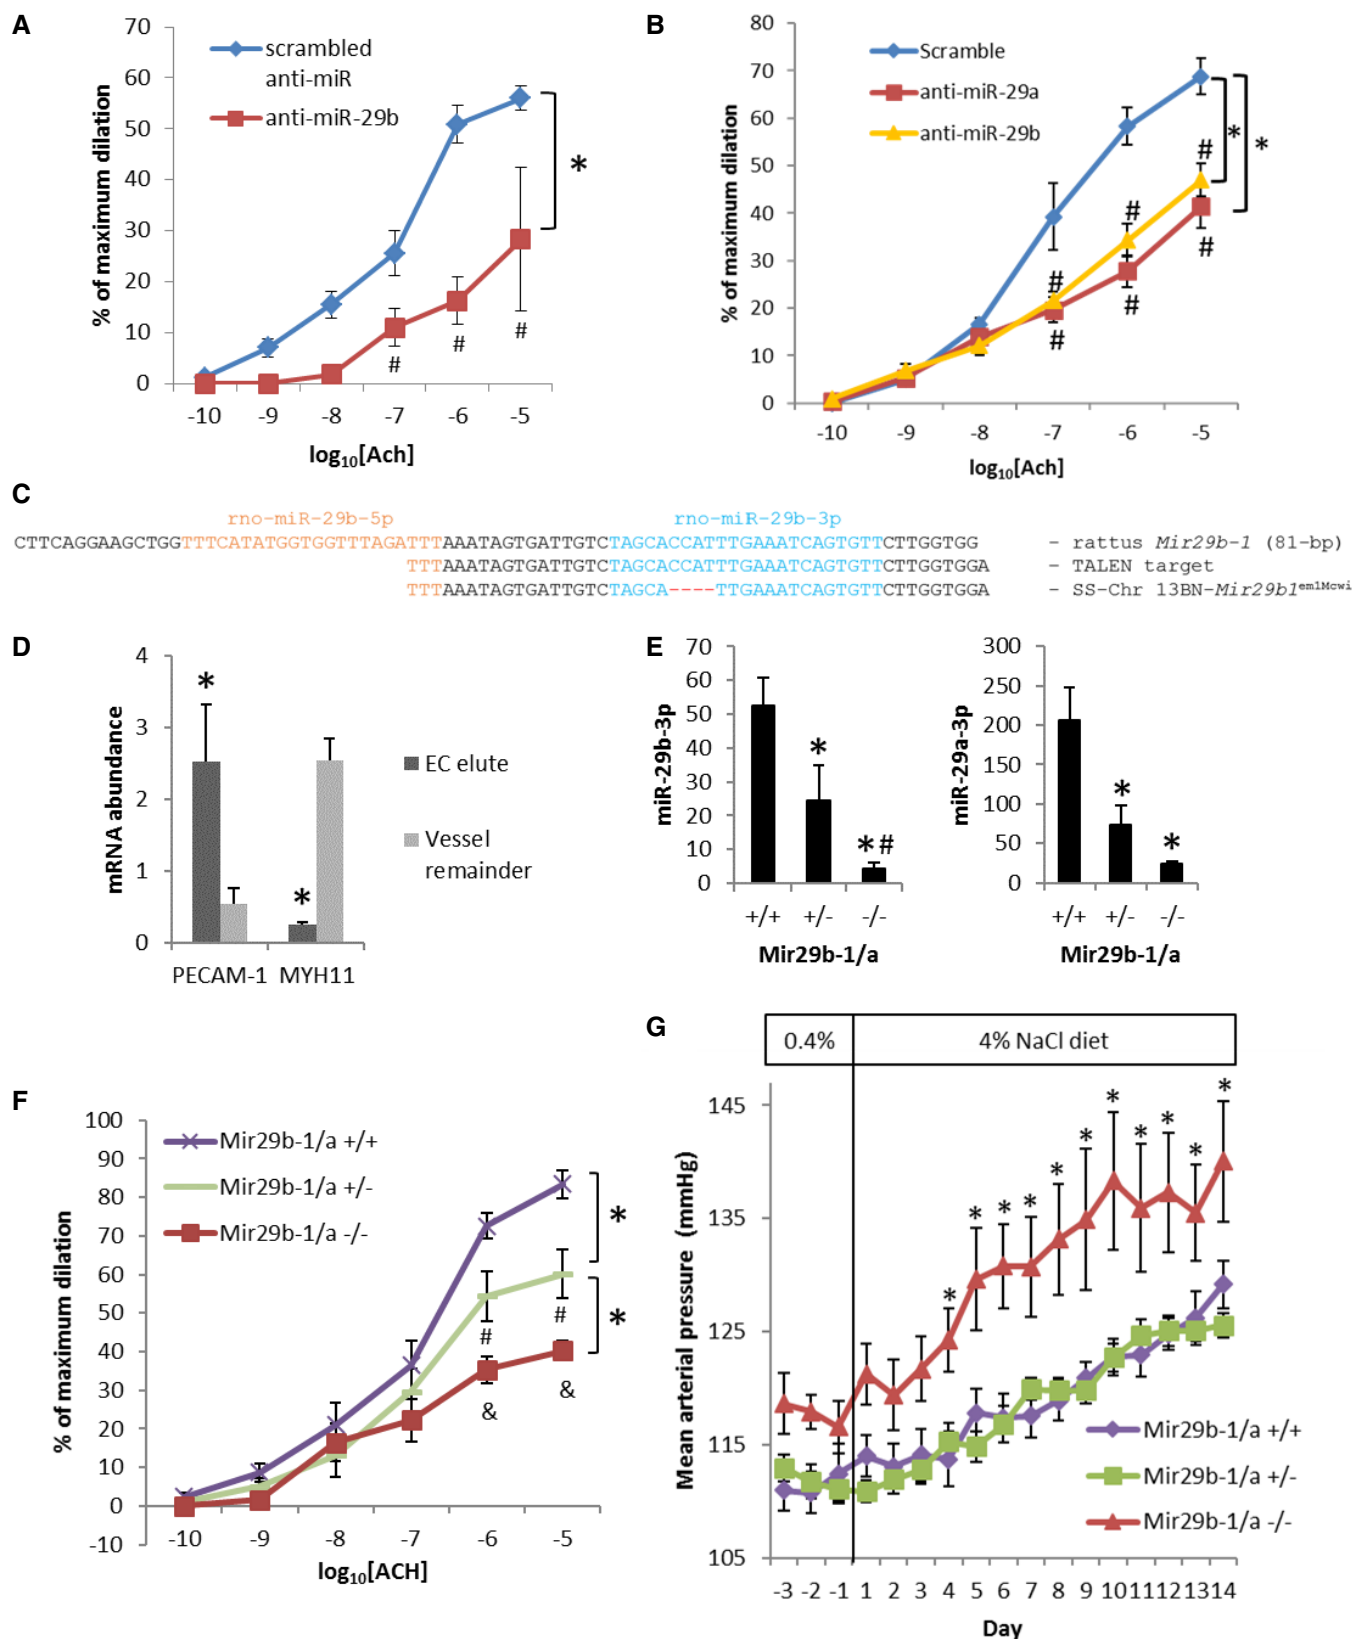 A
70
60
50
40
30
20
10
0
% of maximum dilation
scrambled
anti-miR
anti-miR-29b
*
# # #
-10 -9 -8 -7 -6 -5
log10[Ach]
B
80
70
60
50
40
30
20
10
0
% of maximum dilation
Scramble
anti-miR-29a
anti-miR-29b
* *
# # #
# # #
-10 -9 -8 -7 -6 -5
log10[Ach]
C
rno-miR-29b-5p rno-miR-29b-3p
CTTCAGGAAGCTGGTTTCATATGGTGGTTTAGATTTAAATAGTGATTGTCTAGCACCATTTGAAATCAGTGTTCTTGGTGG - rattus Mir29b-1 (81-bp)
TTTAAATAGTGATTGTCTAGCACCATTTGAAATCAGTGTTCTTGGTGGA - TALEN target
TTTAAATAGTGATTGTCTAGCA----TTGAAATCAGTGTTCTTGGTGGA - SS-Chr 13BN-Mir29b1em1Mcwi
D
4
3
2
1
0
mRNA abundance
* *
EC elute
Vessel
remainder
PECAM-1 MYH11
E
70
60
50
40
30
20
10
0
miR-29b-3p
* *#
+/+ +/- -/-
Mir29b-1/a
300
250
200
150
100
50
0
miR-29a-3p
* *
+/+ +/- -/-
Mir29b-1/a
F
100
90
80
70
60
50
40
30
20
10
0
-10
% of maximum dilation
Mir29b-1/a +/+
Mir29b-1/a +/-
Mir29b-1/a -/-
*
*
# #
& &
-10 -9 -8 -7 -6 -5
log10[ACH]
G
0.4% 4% NaCl diet
145
135
125
115
105
Mean arterial pressure (mmHg)
* * * * * * * * * * *
Mir29b-1/a +/+
Mir29b-1/a +/-
Mir29b-1/a -/-
-3 -2 -1 1 2 3 4 5 6 7 8 9 10 11 12 13 14
Day